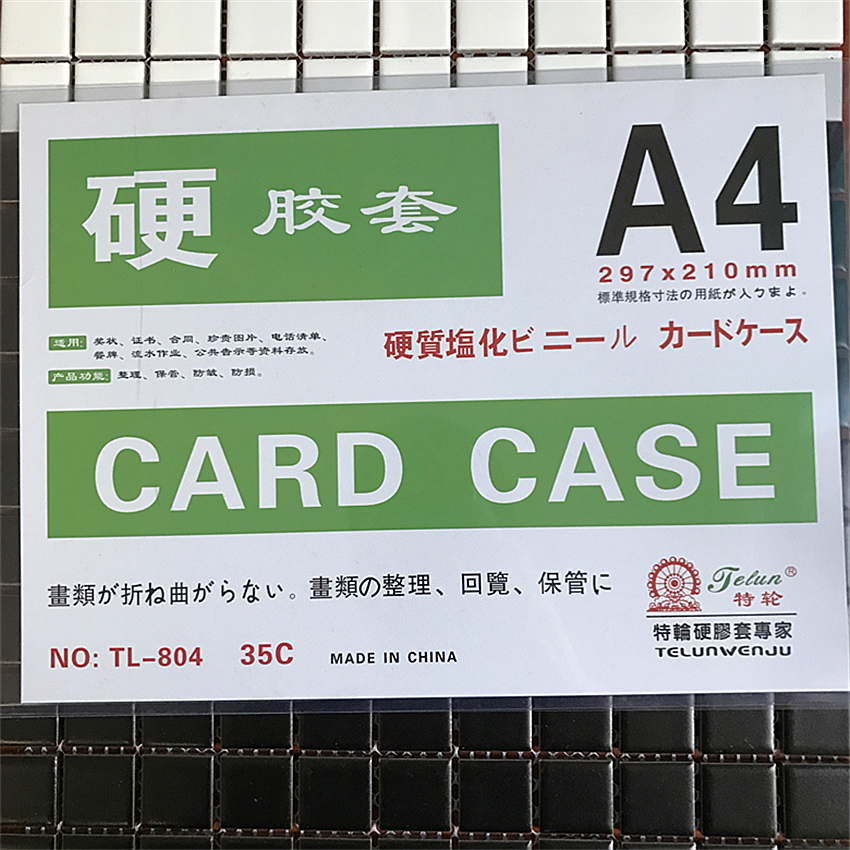 硬 胶套
A4
297x210mm
標準規格寸法の用紙が入りまよ。
适用: 奖状、证书、合同、珍贵图片、电话清单、
餐牌、流水作业、公共告示等资料存放。
产品功能: 整理、保管、防皱、防损。
硬質塩化ビニール カードケース
CARD CASE
畫類が折ね曲がらない。畫類の整理、回覽、保管に
NO: TL-804 35C MADE IN CHINA
Telun®
特轮
特輪硬膠套專家
TELUNWENJU